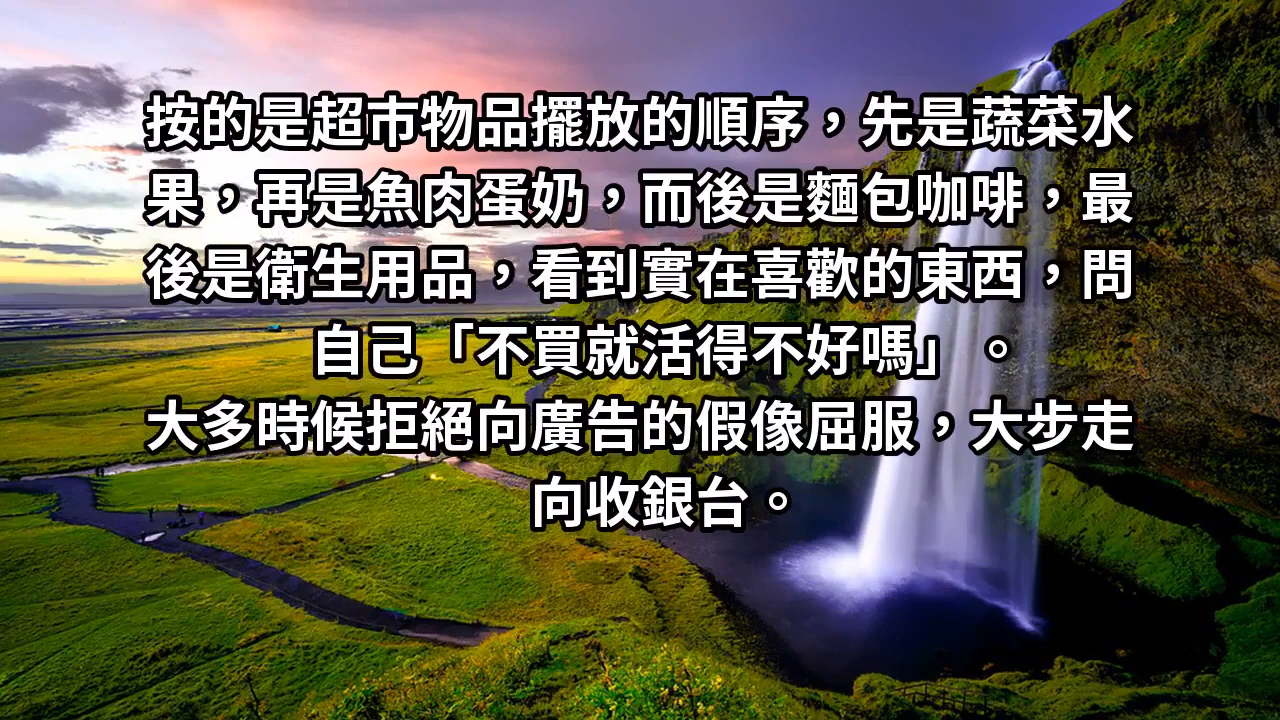 按的是超市物品擺放的順序，先是蔬菜水
果，再是魚肉蛋奶，而後是麵包咖啡，最
後是衛生用品，看到實在喜歡的東西，問
自己「不買就活得不好嗎」。
大多時候拒絕向廣告的假像屈服，大步走
向收銀台。